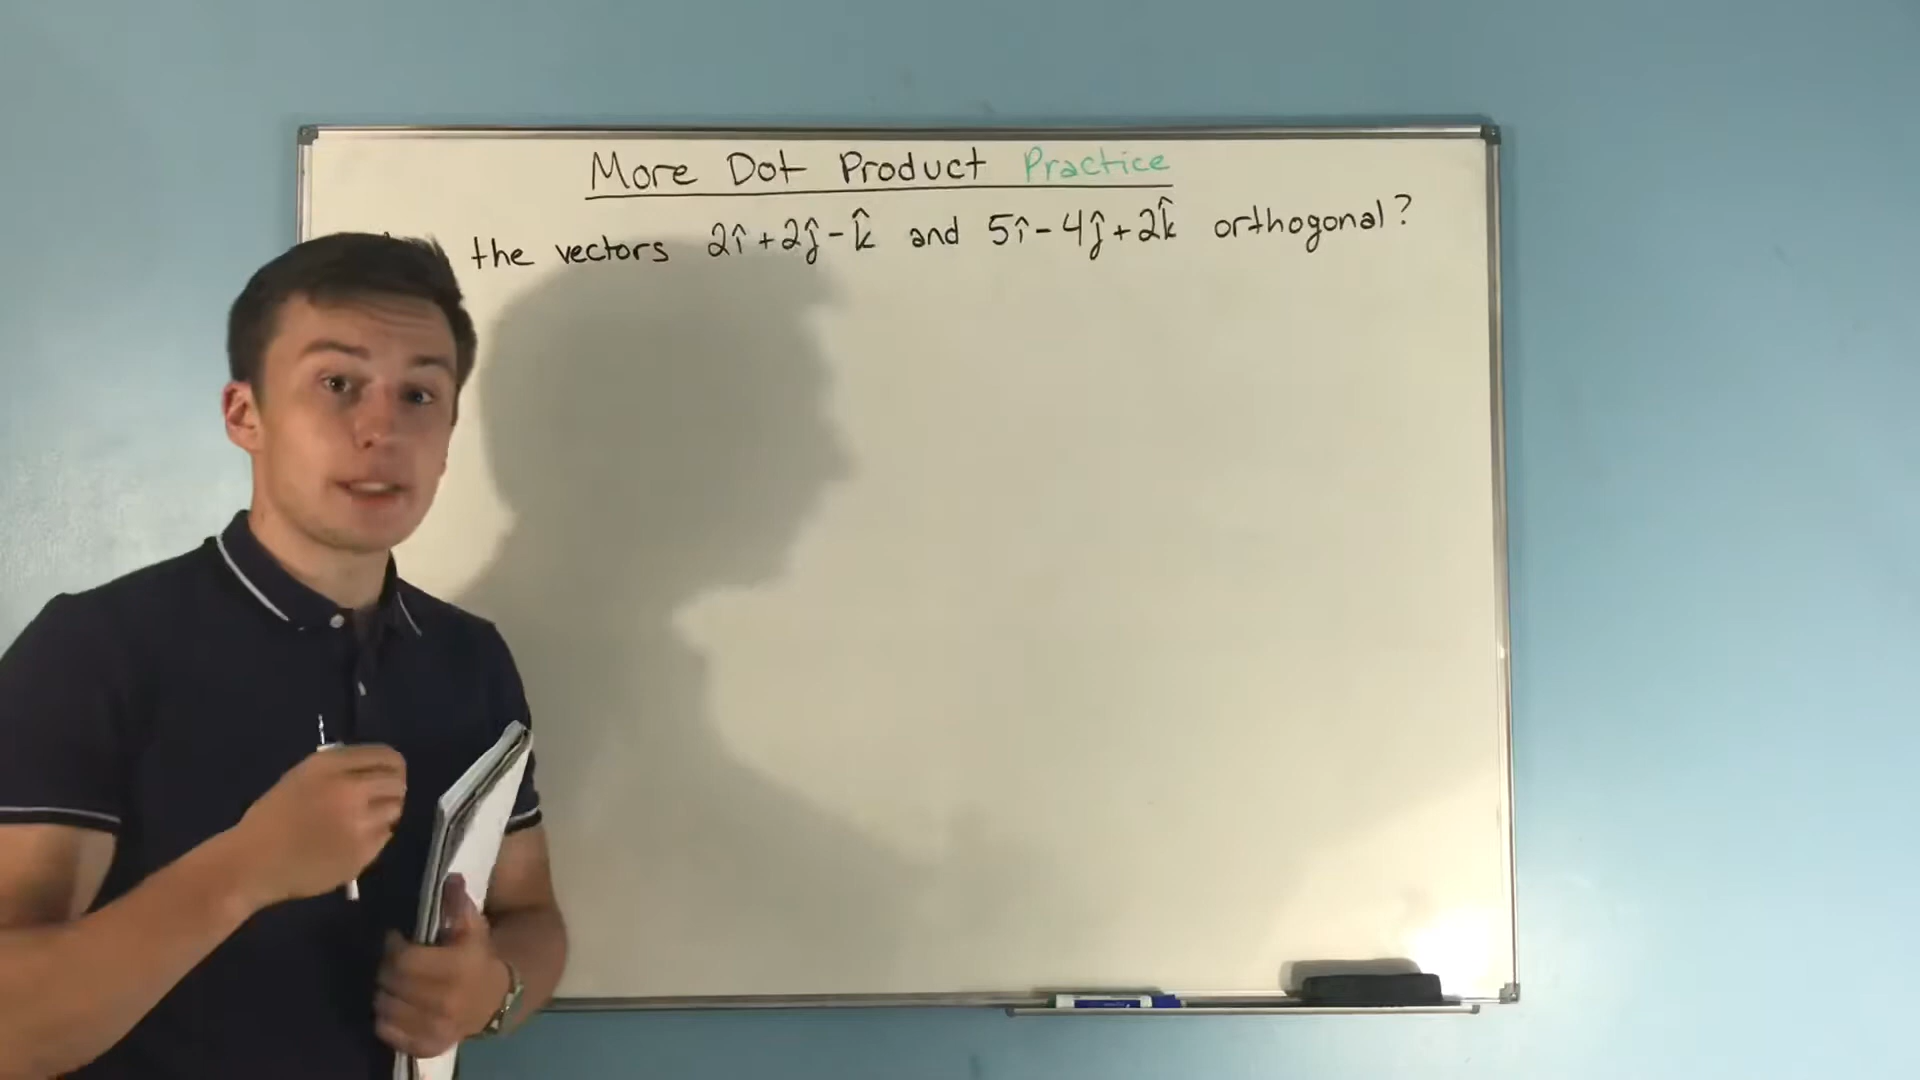 More Dot Product Practice
the vectors 2î + 2ĵ - k̂ and 5î - 4ĵ + 2k̂ orthogonal?